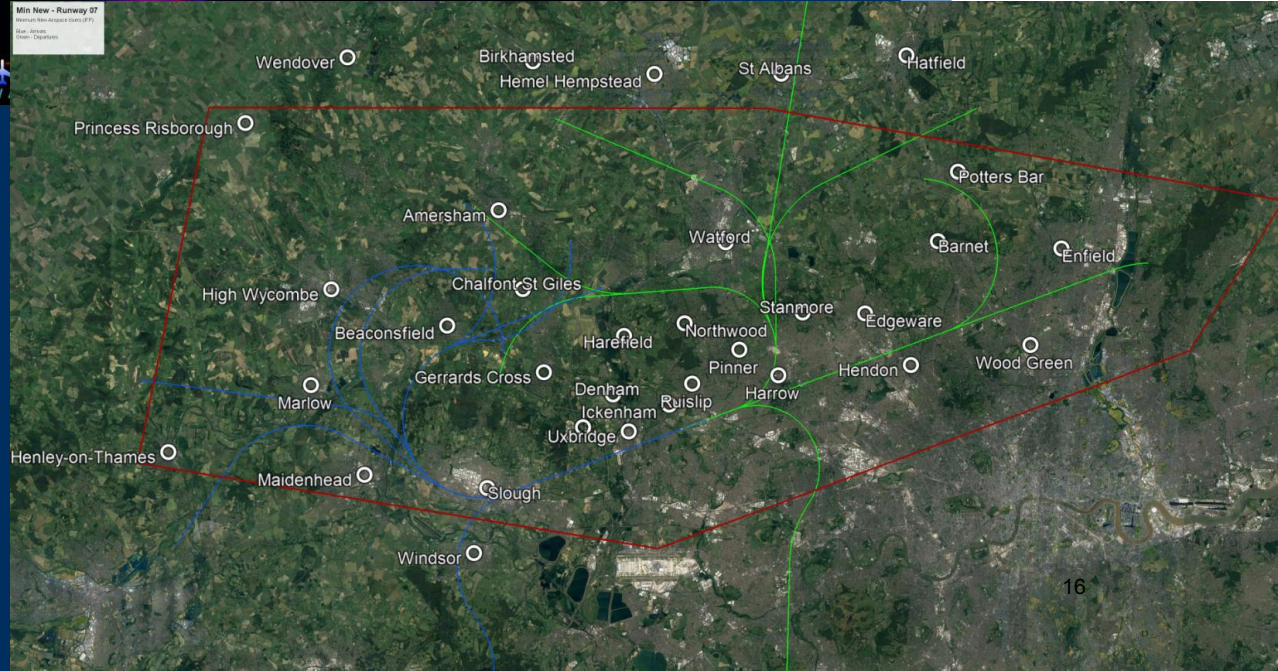 Min New - Runway 07
Minimum New Airspace Users (IFP)
Blue - Arrivals
Green - Departures
Wendover
Birkhamsted
Hemel Hempstead
St Albans
Hatfield
Princess Risborough
Potters Bar
Amersham
Watford
Barnet
Enfield
High Wycombe
Chalfont St Giles
Stanmore
Edgeware
Beaconsfield
Harefield
Northwood
Gerrards Cross
Pinner
Hendon
Wood Green
Marlow
Denham
Harrow
Ickenham
Ruislip
Uxbridge
Henley-on-Thames
Maidenhead
Slough
Windsor
16